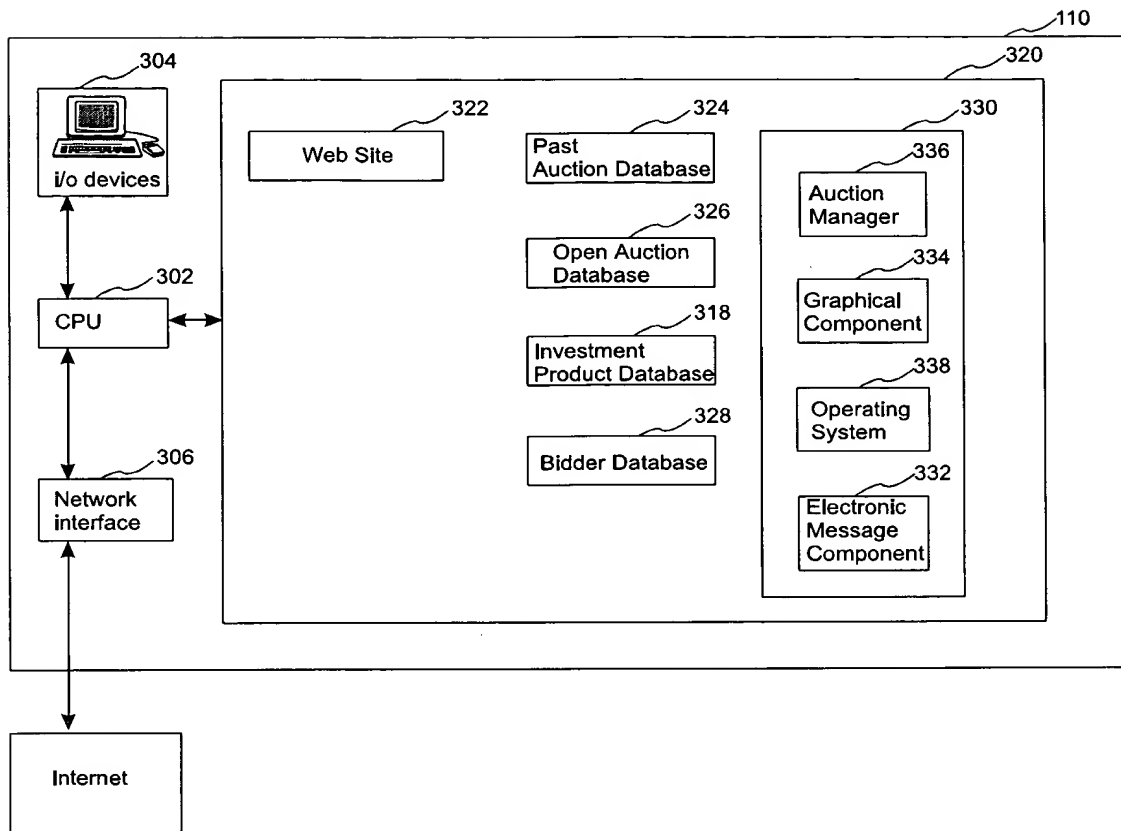 110
304
i/o devices
302
CPU
306
Network
interface
Internet
320
322
Web Site
324
Past
Auction Database
326
Open Auction
Database
318
Investment
Product Database
328
Bidder Database
330
336
Auction
Manager
334
Graphical
Component
338
Operating
System
332
Electronic
Message
Component